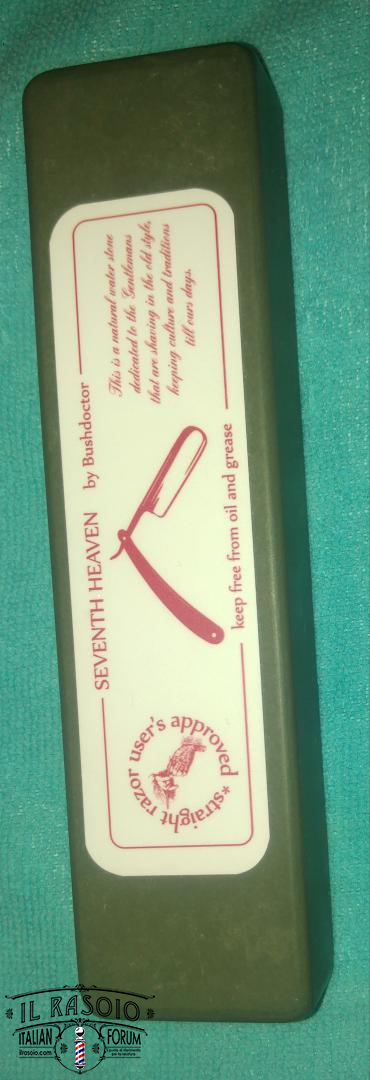 SEVENTH HEAVEN by Bushdoctor
This is a natural water stone
dedicated to the Gentlemans
that are shaving in the old style,
keeping culture and traditions
till ours days.
keep free from oil and grease
*straight razor user's approved
IL RASOIO
ITALIAN FORUM
ilrasoio.com